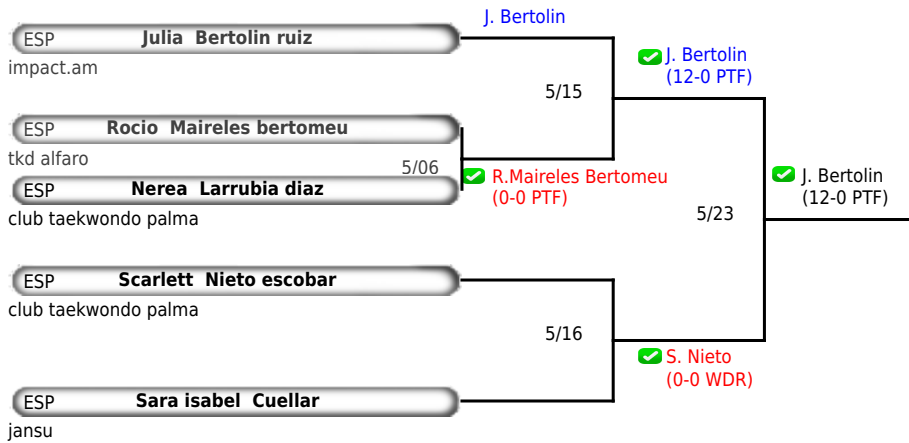 J. Bertolin
ESP Julia Bertolin ruiz
impact.am
J. Bertolin
(12-0 PTF)
5/15
ESP Rocio Maireles bertomeu
tkd alfaro
5/06
R.Maireles Bertomeu
(0-0 PTF)
ESP Nerea Larrubia diaz
club taekwondo palma
J. Bertolin
(12-0 PTF)
5/23
ESP Scarlett Nieto escobar
club taekwondo palma
5/16
S. Nieto
(0-0 WDR)
ESP Sara isabel Cuellar
jansu